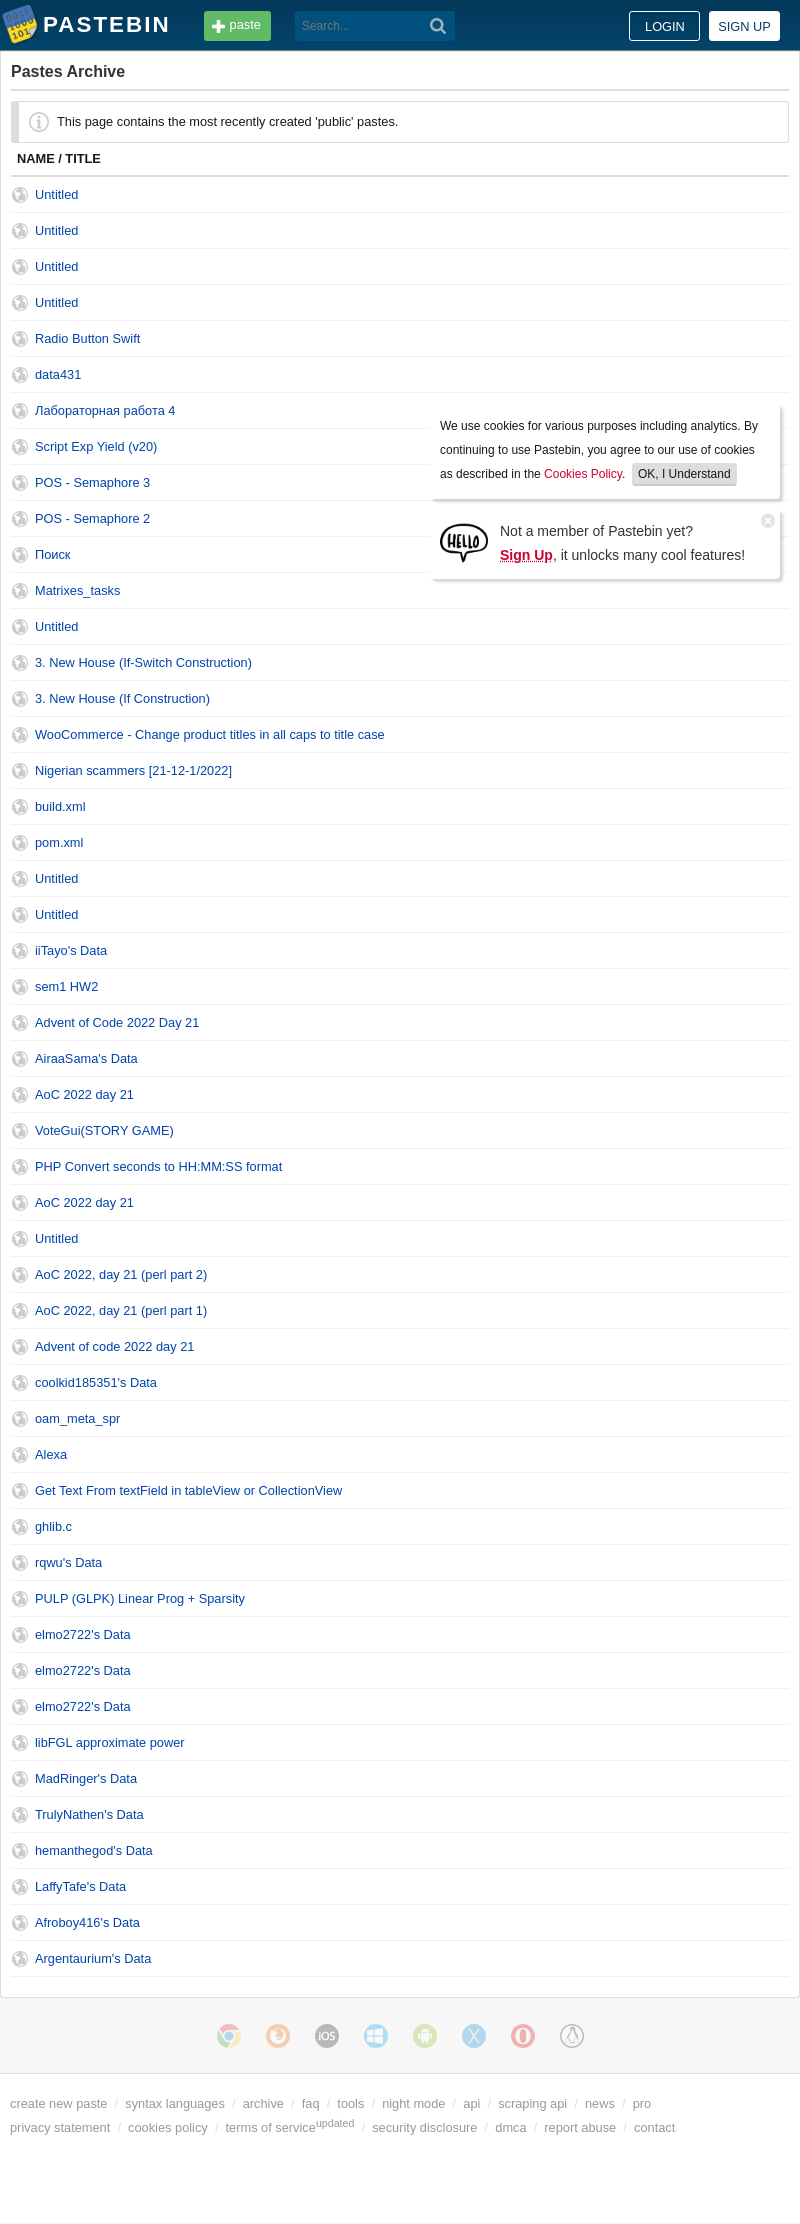 PASTEBIN
paste
Search...
LOGIN
SIGN UP
Pastes Archive
This page contains the most recently created 'public' pastes.
NAME / TITLE
Untitled
Untitled
Untitled
Untitled
Radio Button Swift
data431
Лабораторная работа 4
Script Exp Yield (v20)
POS - Semaphore 3
POS - Semaphore 2
Поиск
Matrixes_tasks
We use cookies for various purposes including analytics. By
continuing to use Pastebin, you agree to our use of cookies
as described in the Cookies Policy. OK, I Understand
HELLO
Not a member of Pastebin yet?
Sign Up, it unlocks many cool features!
Untitled
3. New House (If-Switch Construction)
3. New House (If Construction)
WooCommerce - Change product titles in all caps to title case
Nigerian scammers [21-12-1/2022]
build.xml
pom.xml
Untitled
Untitled
iiTayo's Data
sem1 HW2
Advent of Code 2022 Day 21
AiraaSama's Data
AoC 2022 day 21
VoteGui(STORY GAME)
PHP Convert seconds to HH:MM:SS format
AoC 2022 day 21
Untitled
AoC 2022, day 21 (perl part 2)
AoC 2022, day 21 (perl part 1)
Advent of code 2022 day 21
coolkid185351's Data
oam_meta_spr
Alexa
Get Text From textField in tableView or CollectionView
ghlib.c
rqwu's Data
PULP (GLPK) Linear Prog + Sparsity
elmo2722's Data
elmo2722's Data
elmo2722's Data
libFGL approximate power
MadRinger's Data
TrulyNathen's Data
hemanthegod's Data
LaffyTafe's Data
Afroboy416's Data
Argentaurium's Data
iOS
create new paste / syntax languages / archive / faq / tools / night mode / api / scraping api / news / pro
privacy statement / cookies policy / terms of service updated / security disclosure / dmca / report abuse / contact